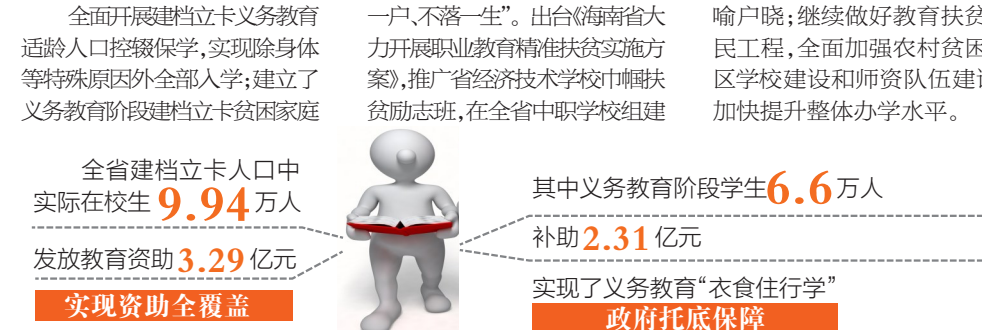 全面开展建档立卡义务教育
适龄人口控辍保学,实现除身体
等特殊原因外全部入学;建立了
义务教育阶段建档立卡贫困家庭
一户、不落一生”。出台《海南省大
力开展职业教育精准扶贫实施方
案》,推广省经济技术学校巾帼扶
贫励志班,在全省中职学校组建
喻户晓;继续做好教育扶贫
民工程,全面加强农村贫困
区学校建设和师资队伍建设
加快提升整体办学水平。
全省建档立卡人口中
实际在校生9.94万人
发放教育资助3.29亿元
实现资助全覆盖
其中义务教育阶段学生6.6万人
补助2.31亿元
实现了义务教育“衣食住行学”
政府托底保障